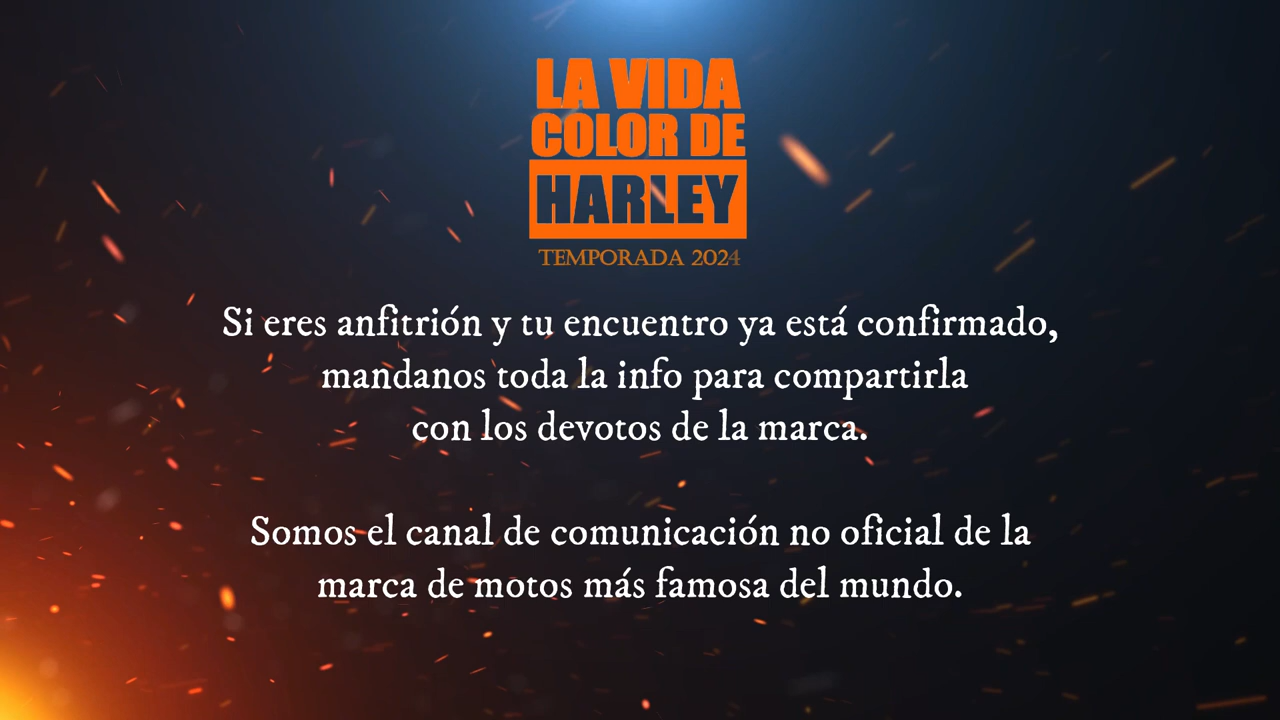 LA VIDA
COLOR DE
HARLEY
TEMPORADA 2024
Si eres anfitrión y tu encuentro ya está confirmado,
mandanos toda la info para compartirla
con los devotos de la marca.
Somos el canal de comunicación no oficial de la
marca de motos más famosa del mundo.